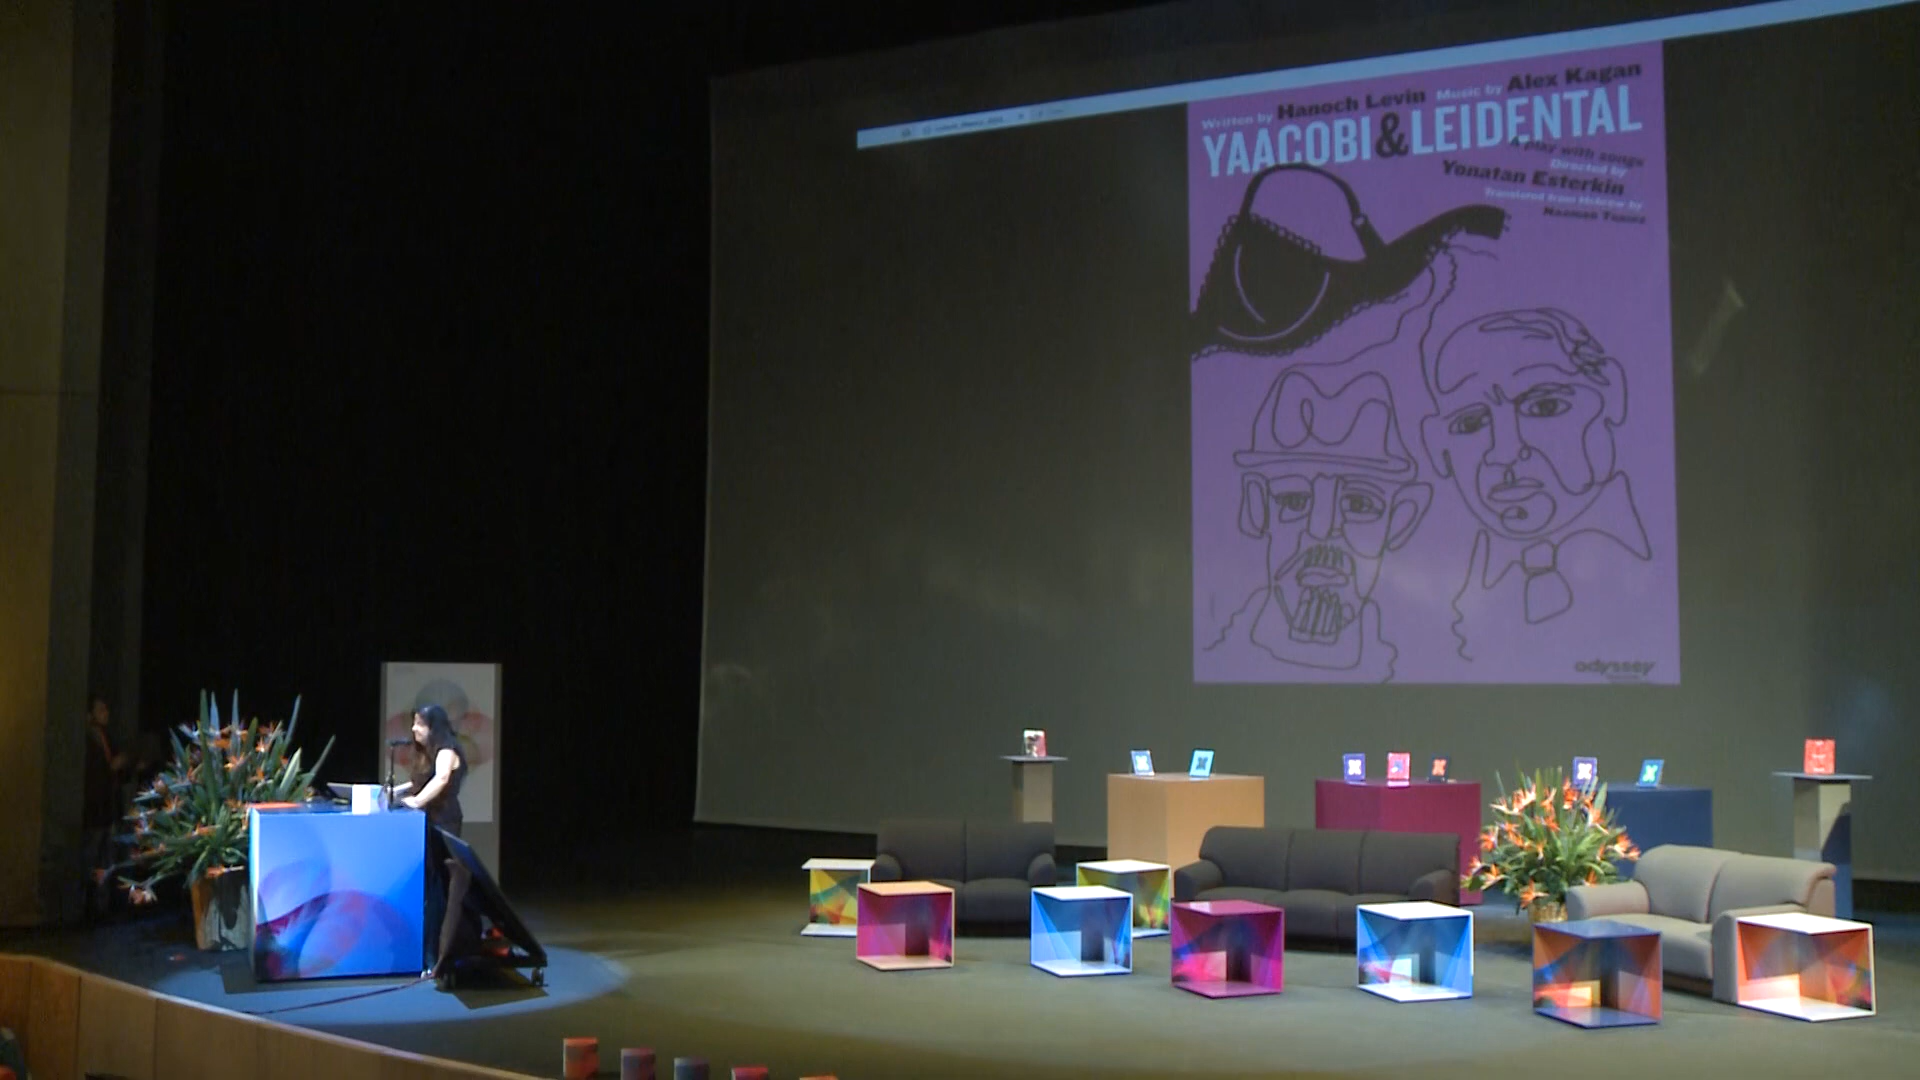 Written by Hanoch Levin Music by Alex Kagan
YAACOBI & LEIDENTAL
A play with songs
Directed by
Yonatan Esterkin
Translated from Hebrew by
odyssey